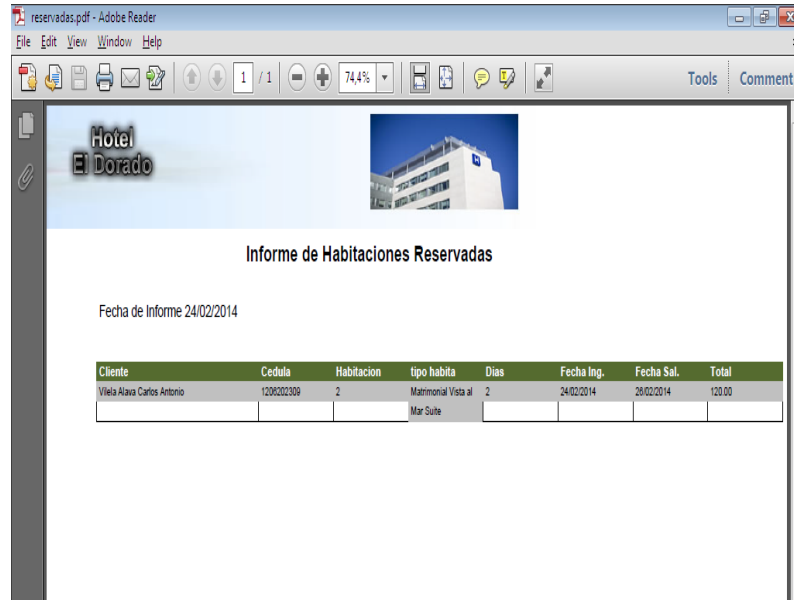 reservadas.pdf - Adobe Reader
File Edit View Window Help
1 / 1 74,4% Tools Comment
Hotel
El Dorado
H
Informe de Habitaciones Reservadas
Fecha de Informe 24/02/2014
Cliente Cedula Habitacion tipo habita Dias Fecha Ing. Fecha Sal. Total
Vilela Alava Carlos Antonio 1206202309 2 Matrimonial Vista al 2 24/02/2014 26/02/2014 120.00
Mar Suite